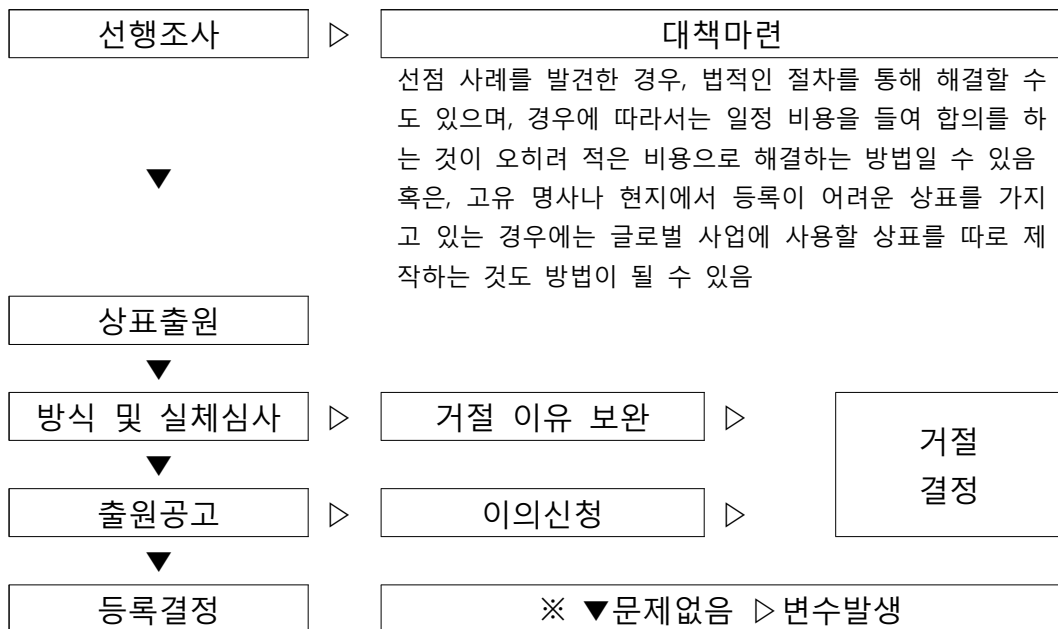 선행조사 ▷ 대책마련
선점 사례를 발견한 경우, 법적인 절차를 통해 해결할 수
도 있으며, 경우에 따라서는 일정 비용을 들여 합의를 하
는 것이 오히려 적은 비용으로 해결하는 방법일 수 있음
▼
혹은, 고유 명사나 현지에서 등록이 어려운 상표를 가지
고 있는 경우에는 글로벌 사업에 사용할 상표를 따로 제
작하는 것도 방법이 될 수 있음
상표출원
▼
방식 및 실체심사 ▷ 거절 이유 보완 ▷
거절
결정
▼
출원공고 ▷ 이의신청 ▷
▼
등록결정
※ ▼문제없음 ▷변수발생